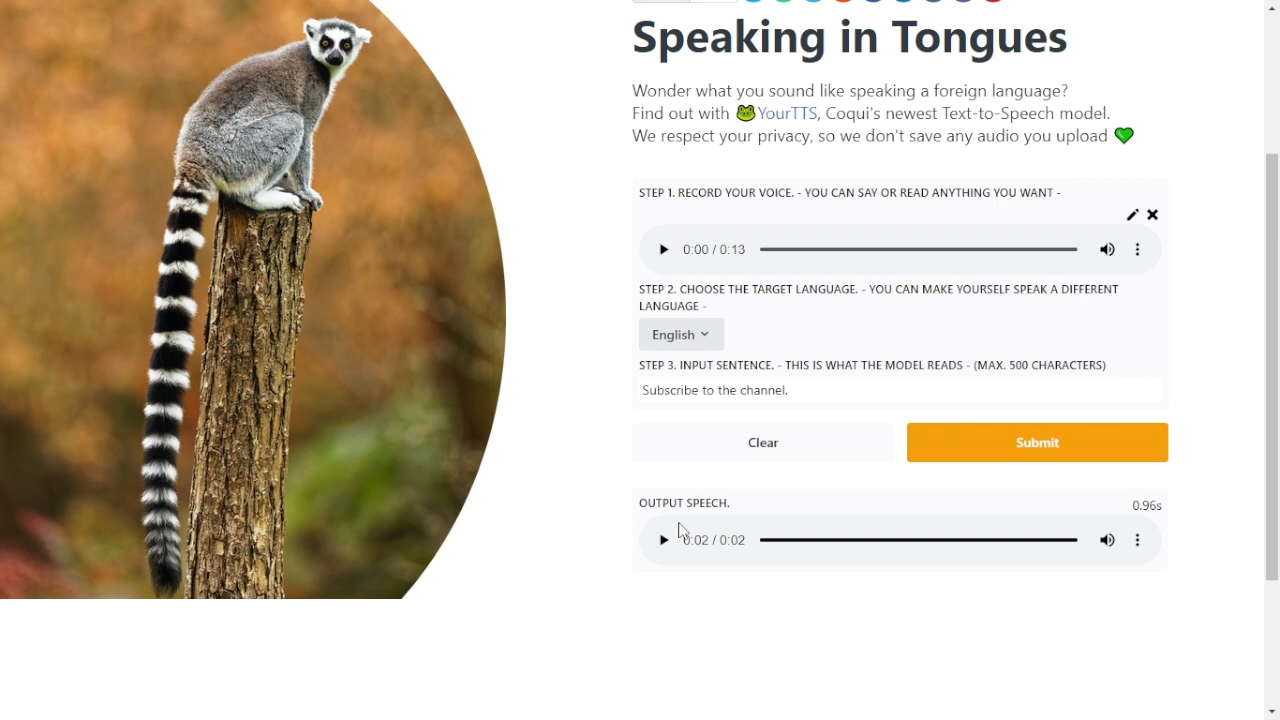 Speaking in Tongues
Wonder what you sound like speaking a foreign language?
Find out with 🐸YourTTS, Coqui's newest Text-to-Speech model.
We respect your privacy, so we don't save any audio you upload 💚
STEP 1. RECORD YOUR VOICE. - YOU CAN SAY OR READ ANYTHING YOU WANT -
0:00 / 0:13
STEP 2. CHOOSE THE TARGET LANGUAGE. - YOU CAN MAKE YOURSELF SPEAK A DIFFERENT
LANGUAGE -
English
STEP 3. INPUT SENTENCE. - THIS IS WHAT THE MODEL READS - (MAX. 500 CHARACTERS)
Subscribe to the channel.
Clear Submit
OUTPUT SPEECH. 0.96s
0:02 / 0:02